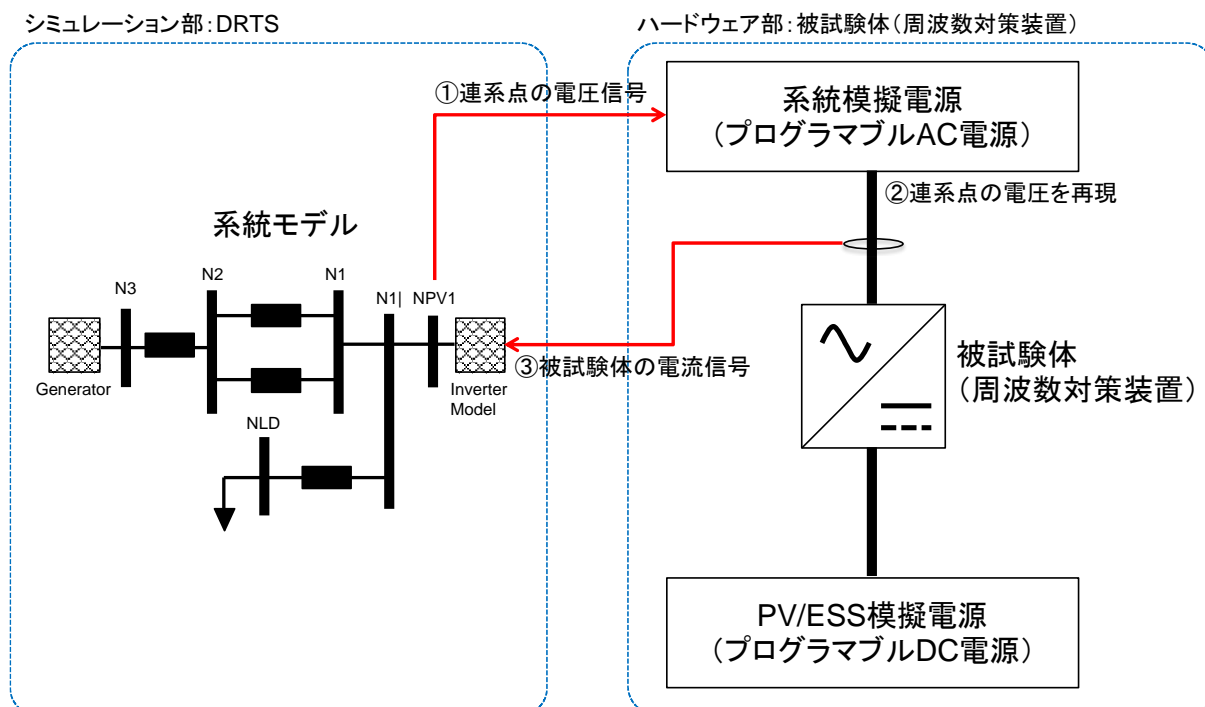 シミュレーション部:DRTS
ハードウェア部:被試験体(周波数対策装置)
①連系点の電圧信号
系統模擬電源
(プログラマブルAC電源)
②連系点の電圧を再現
系統モデル
N3
N2
N1
N1|
NPV1
Generator
Inverter
Model
③被試験体の電流信号
被試験体
(周波数対策装置)
NLD
PV/ESS模擬電源
(プログラマブルDC電源)